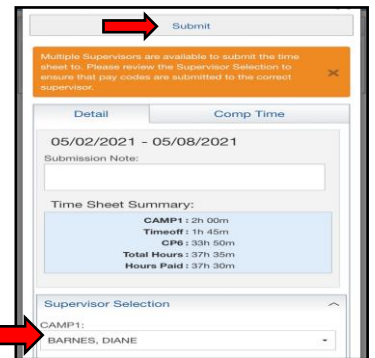 Submit
Multiple Supervisors are available to submit the time
sheet to. Please review the Supervisor Selection to
ensure that pay codes are submitted to the correct
supervisor.
Detail
Comp Time
05/02/2021 - 05/08/2021
Submission Note:
Time Sheet Summary:
CAMP1 : 2h 00m
Timeoff : 1h 45m
CP6 : 33h 50m
Total Hours : 37h 35m
Hours Paid : 37h 30m
Supervisor Selection
CAMP1:
BARNES, DIANE